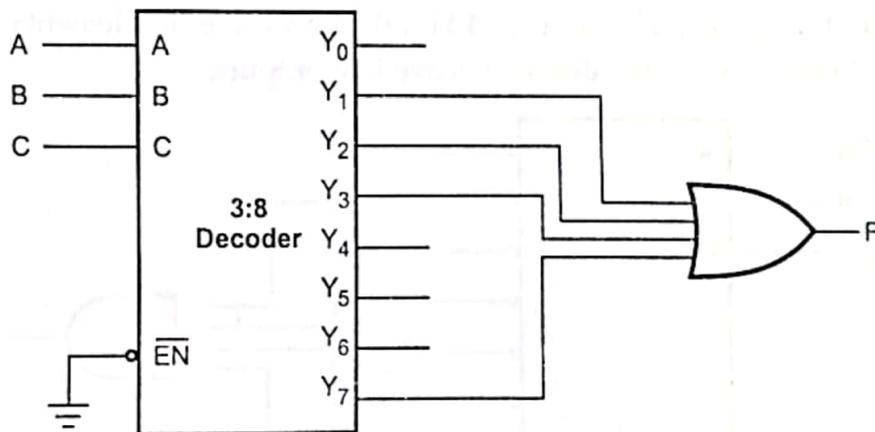 A A Y0
B B Y1
C C Y2
Y3
3:8
Decoder
Y4
Y5
Y6
EN
Y7
F